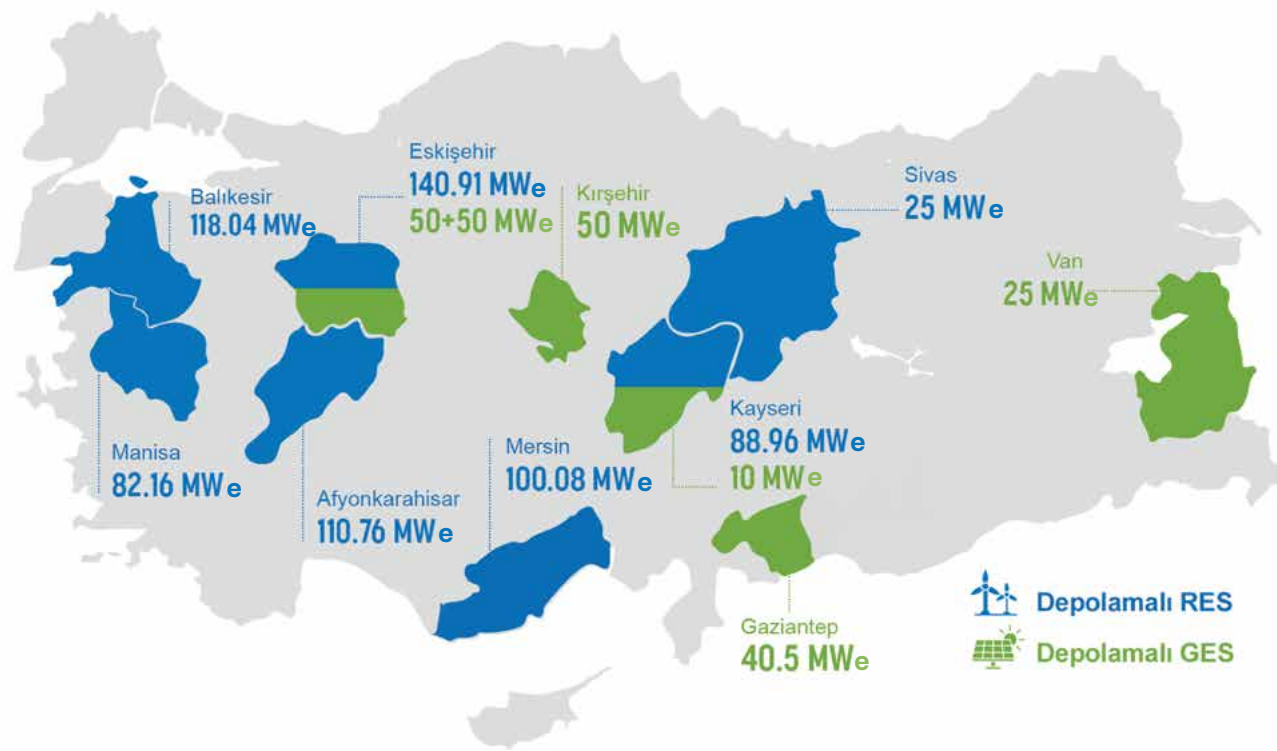 Eskişehir
140.91 MWe
50+50 MWe
Balıkesir
118.04 MWe
Kırşehir
50 MWe
Sivas
25 MWe
Van
25 MWe
Manisa
82.16 MWe
Afyonkarahisar
110.76 MWe
Mersin
100.08 MWe
Kayseri
88.96 MWe
10 MWe
Gaziantep
40.5 MWe
Depolamalı RES
Depolamalı GES